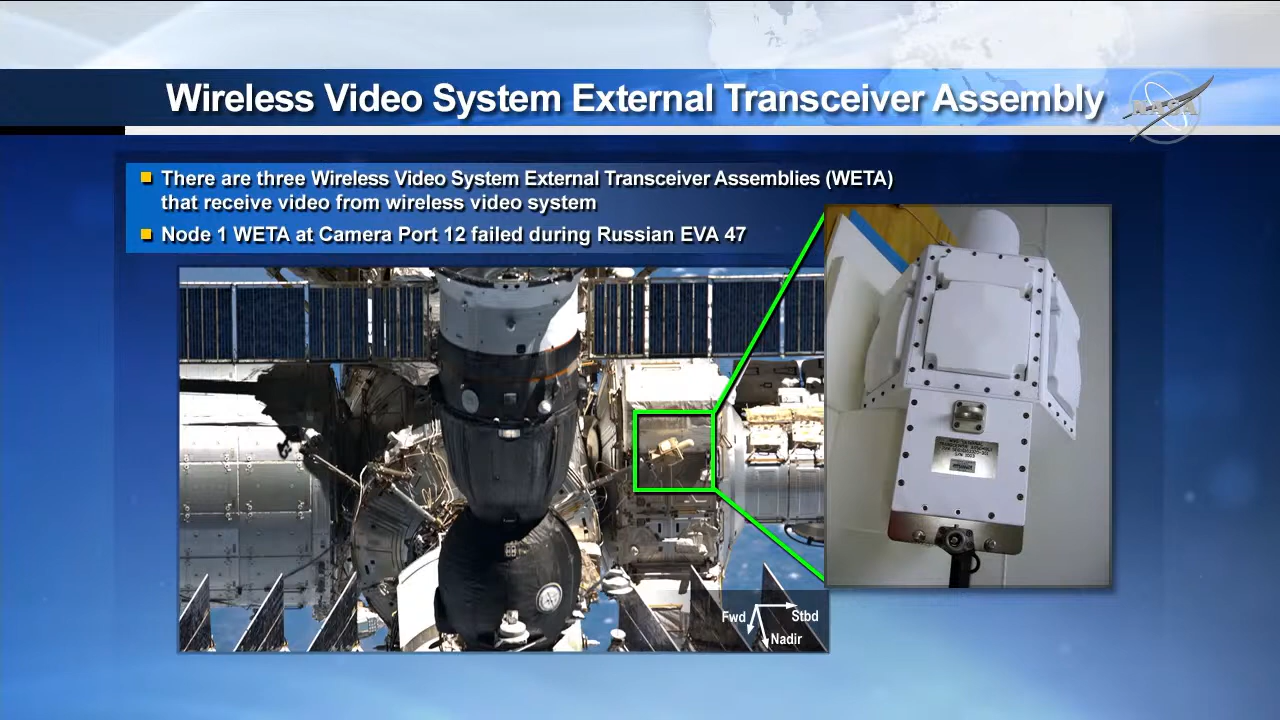 Wireless Video System External Transceiver Assembly
NASA
There are three Wireless Video System External Transceiver Assemblies (WETA)
that receive video from wireless video system
Node 1 WETA at Camera Port 12 failed during Russian EVA 47
Fwd
Stbd
Nadir